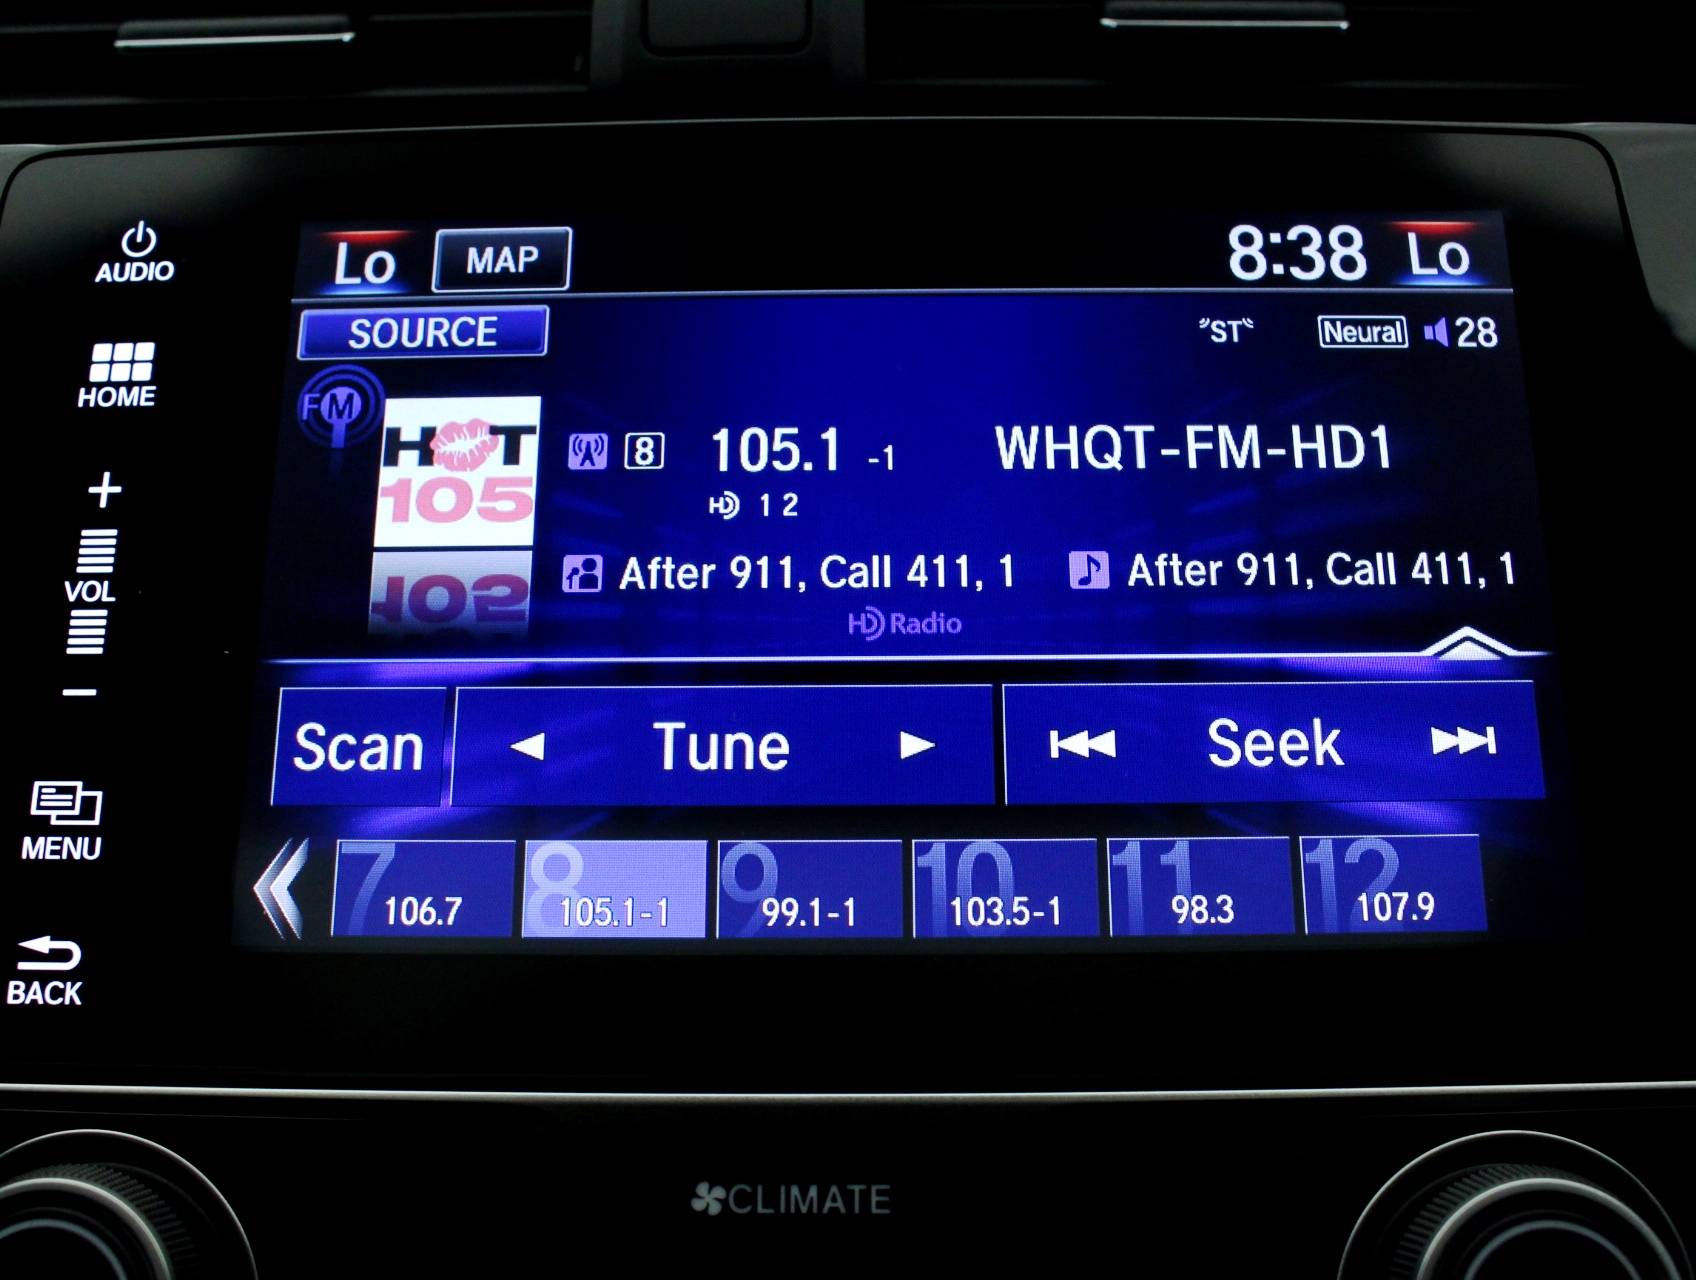 AUDIO
Lo MAP 8:38 Lo
SOURCE ST Neural 28
HOME
FM
HOT
105
8 105.1 -1 WHQT-FM-HD1
HD 1 2
VOL
After 911, Call 411, 1 After 911, Call 411, 1
HD Radio
Scan Tune Seek
MENU
7 8 9 10 11 12
106.7 105.1-1 99.1-1 103.5-1 98.3 107.9
BACK
CLIMATE